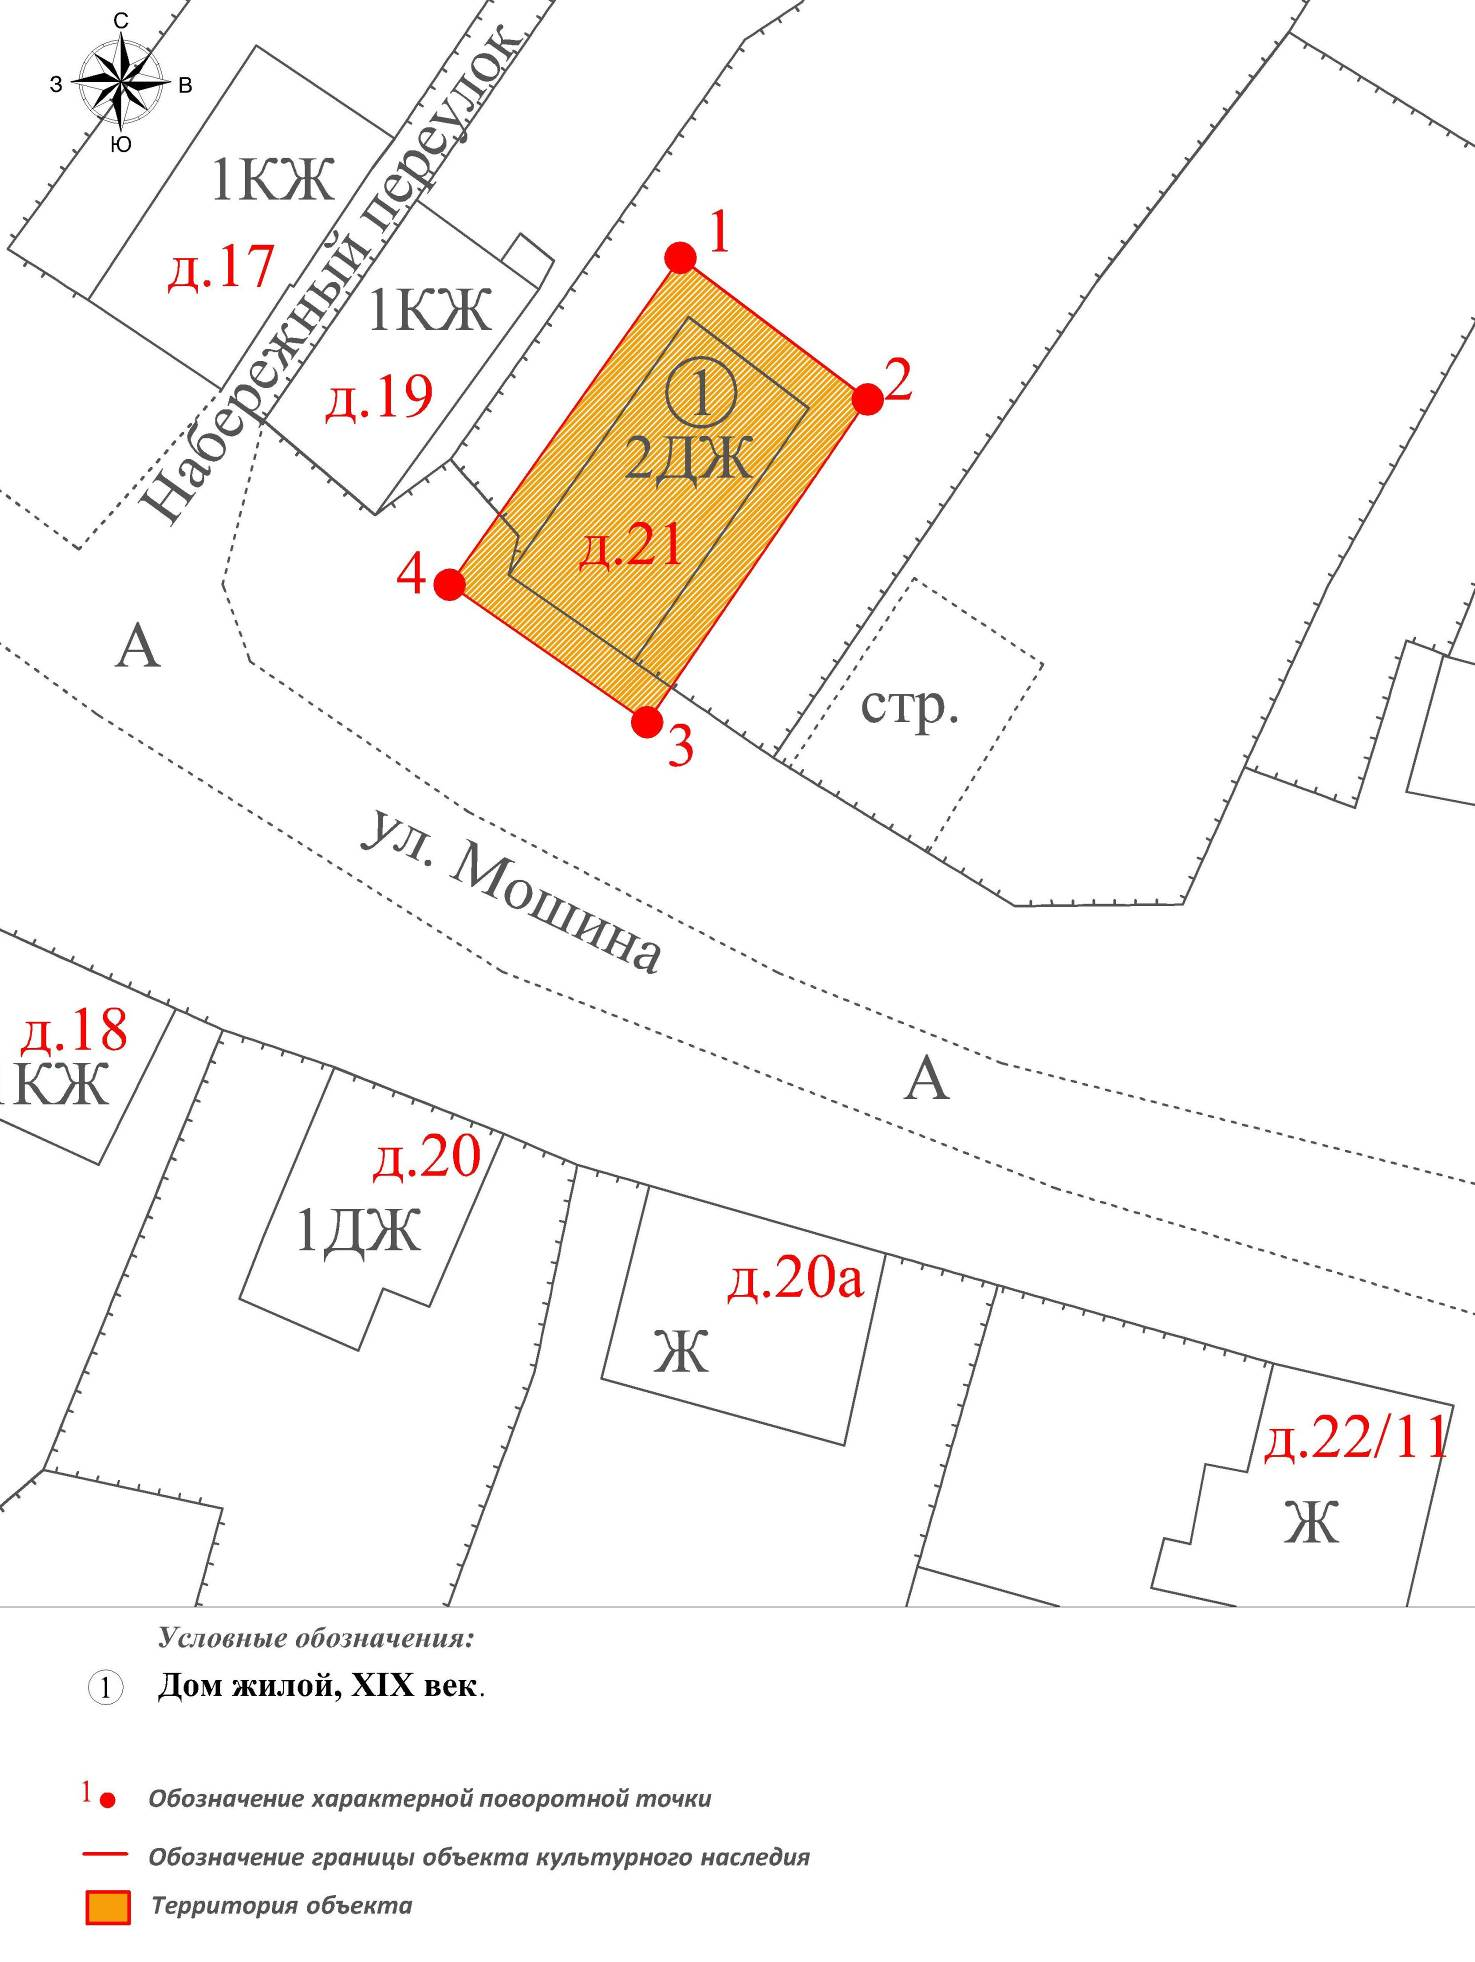 С
З
В
Ю
Набережный переулок
1КЖ
д.17
1КЖ
д.19
1
2
1
2ДЖ
д.21
4
3
А
стр.
ул. Мошина
А
д.18
1КЖ
д.20
1ДЖ
д.20а
Ж
д.22/11
Ж
Условные обозначения:
1 Дом жилой, XIX век.
1 Обозначение характерной поворотной точки
Обозначение границы объекта культурного наследия
Территория объекта